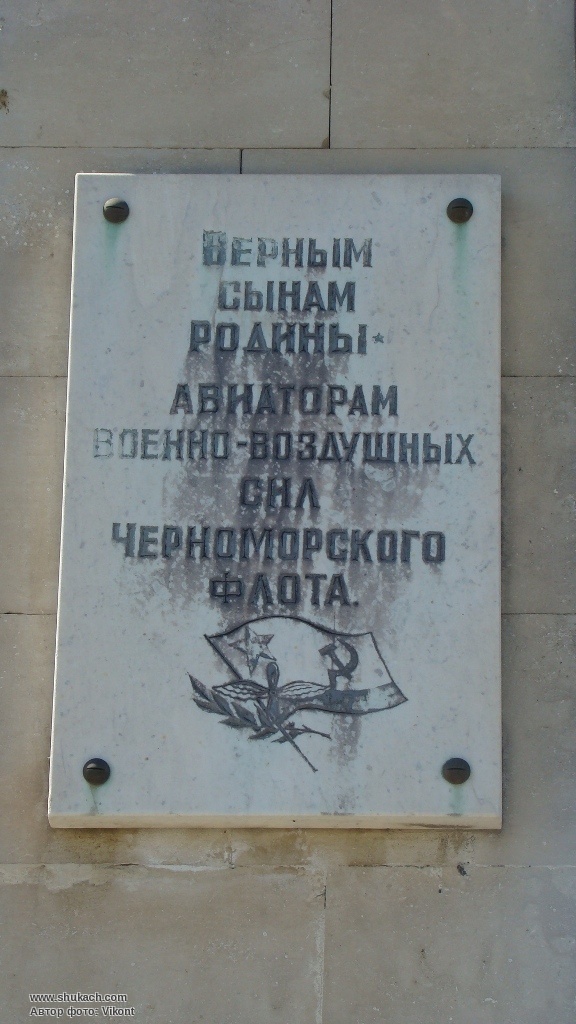 ВЕРНЫМ
СЫНАМ
РОДИНЫ
АВИАТОРАМ
ВОЕННО-ВОЗДУШНЫХ
СИЛ
ЧЕРНОМОРСКОГО
ФЛОТА.
www.shukach.com
Автор фото: Vikont